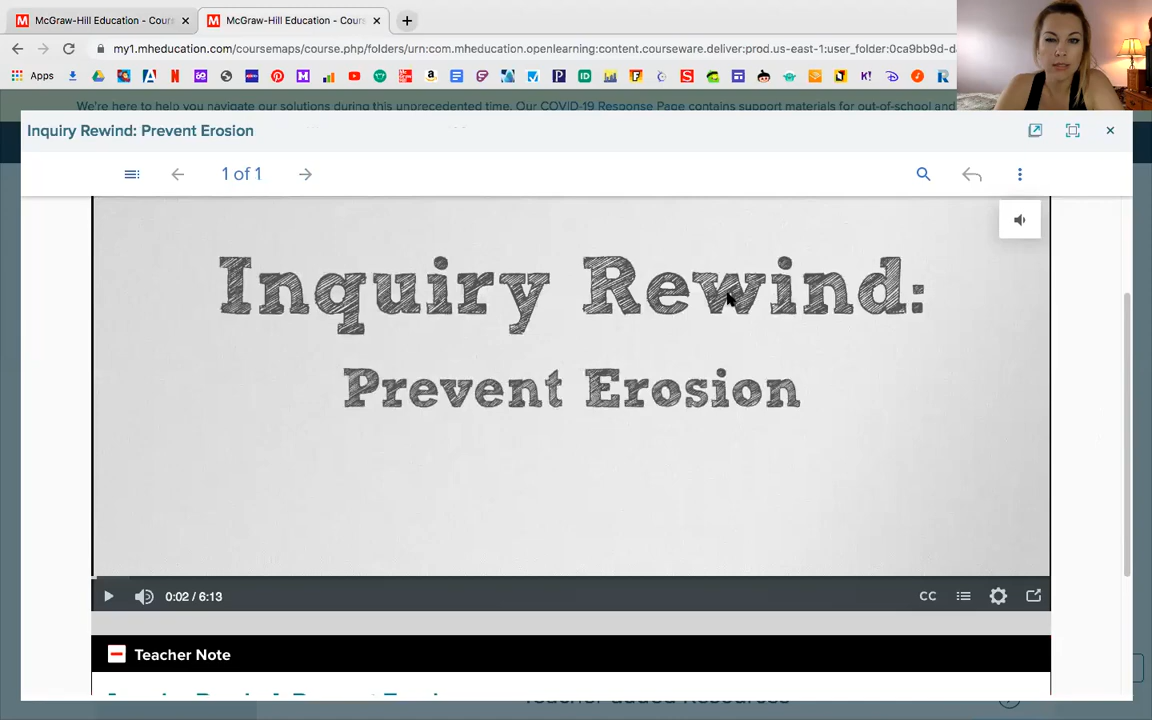 McGraw-Hill Education - Cour
McGraw-Hill Education - Cours
my1.mheducation.com/coursemaps/course.php/folders/urn:com.mheducation.openlearning:content.courseware.deliver:prod.us-east-1:user_folder:0ca9bb9d-d
Apps
We're here to help you navigate our solutions during this unprecedented time. Our COVID-19 Response Page contains support materials for out-of-school and
Inquiry Rewind: Prevent Erosion
1 of 1
Inquiry Rewind:
Prevent Erosion
0:02 / 6:13
CC
Teacher Note